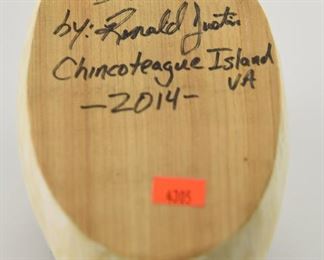 by: Ronald Justis
Chincoteague Island
VA
-2014-
4205